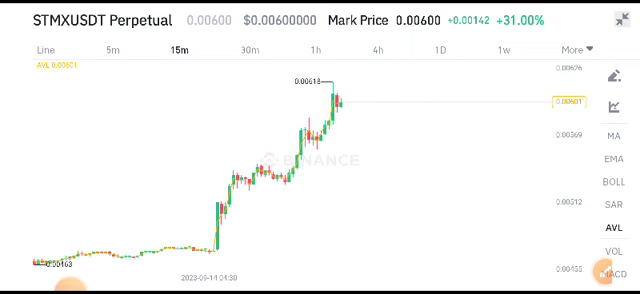 STMXUSDT Perpetual 0.00600 $0.00600000 Mark Price 0.00600 +0.00142 +31.00%
Line 5m 15m 30m 1h 4h 1D 1w More
AVL 0.00601
0.00626
0.00618
0.00601
0.00569
MA
EMA
BINANCE
BOLL
0.00512
SAR
AVL
VOL
0.00463
0.00455
MACD
2023-09-14 04:30